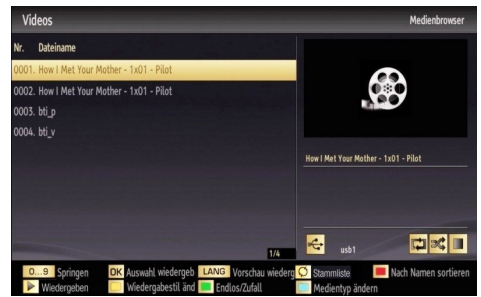 Videos Medienbrowser
Nr. Dateiname
0001. How I Met Your Mother - 1x01 - Pilot
0002. How I Met Your Mother - 1x01 - Pilot
0003. bti_p
0004. bti_v
How I Met Your Mother - 1x01 - Pilot
usb1
1/4
0...9 Springen OK Auswahl wiedergeb LANG Vorschau wiederg Stammliste Nach Namen sortieren
Wiedergeben Wiedergabestil änd Endlos/Zufall Medientyp ändern